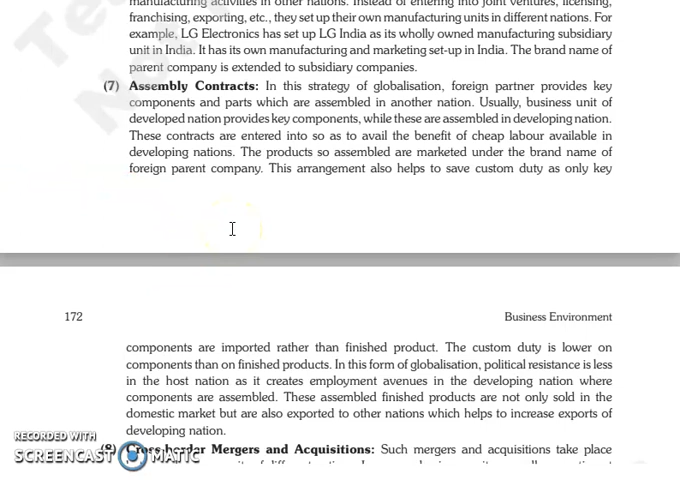 manufacturing activities in other nations. Instead of entering into joint ventures, licensing,
franchising, exporting, etc., they set up their own manufacturing units in different nations. For
example, LG Electronics has set up LG India as its wholly owned manufacturing subsidiary
unit in India. It has its own manufacturing and marketing set-up in India. The brand name of
parent company is extended to subsidiary companies.
(7) Assembly Contracts: In this strategy of globalisation, foreign partner provides key
components and parts which are assembled in another nation. Usually, business unit of
developed nation provides key components, while these are assembled in developing nation.
These contracts are entered into so as to avail the benefit of cheap labour available in
developing nations. The products so assembled are marketed under the brand name of
foreign parent company. This arrangement also helps to save custom duty as only key
172 Business Environment
components are imported rather than finished product. The custom duty is lower on
components than on finished products. In this form of globalisation, political resistance is less
in the host nation as it creates employment avenues in the developing nation where
components are assembled. These assembled finished products are not only sold in the
domestic market but are also exported to other nations which helps to increase exports of
developing nation.
(8) Cross-border Mergers and Acquisitions: Such mergers and acquisitions take place
RECORDED WITH
SCREENCAST MATIC